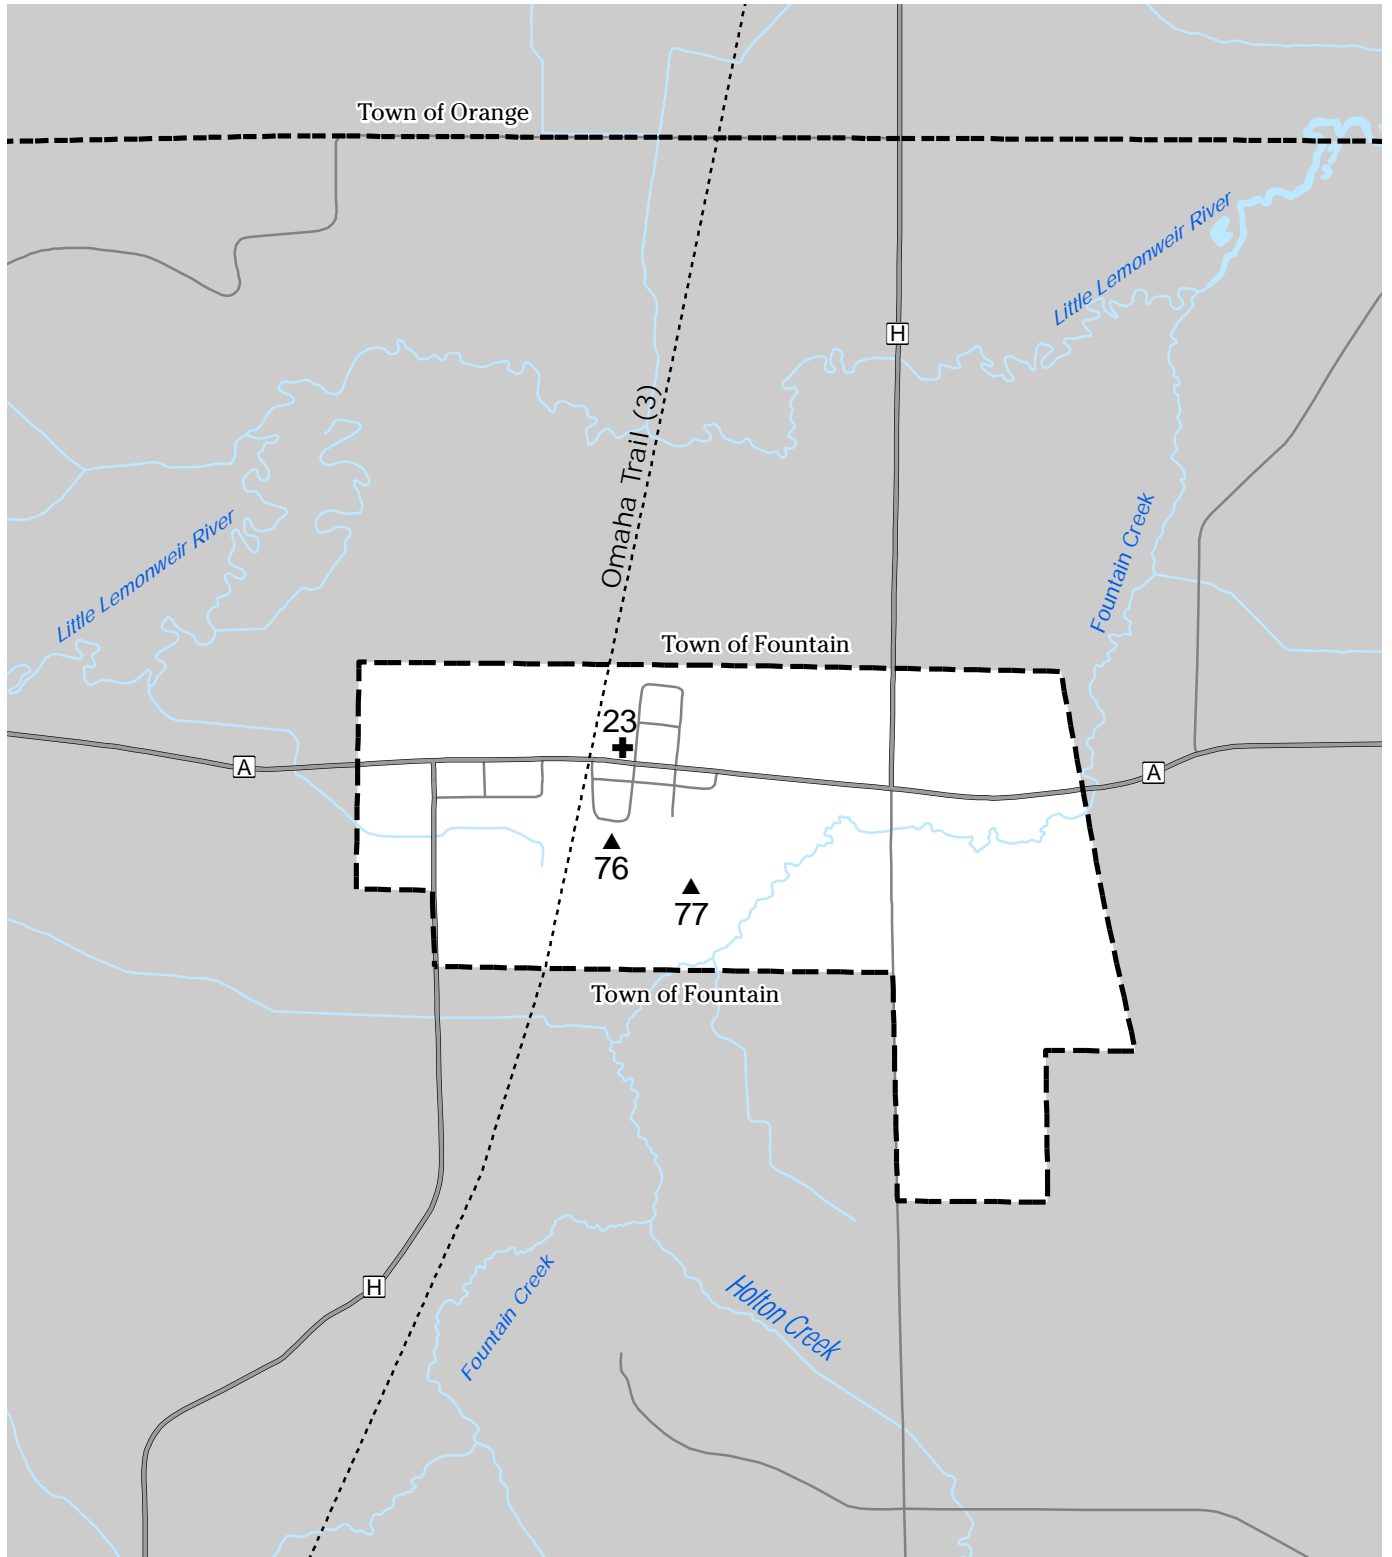 Town of Orange
Little Lemonweir River
H
Omaha Trail (3)
Little Lemonweir River
Fountain Creek
Town of Fountain
23
A
A
76
77
Town of Fountain
H
Fountain Creek
Holton Creek